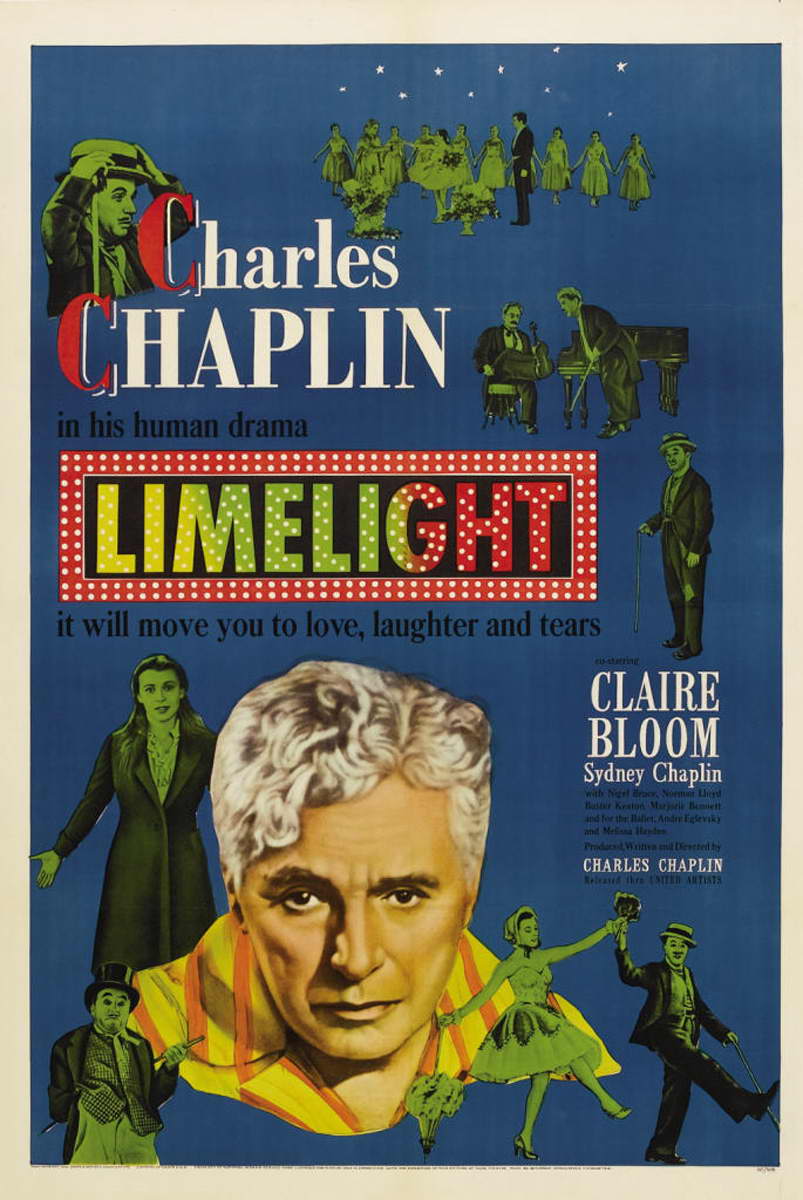 Charles
CHAPLIN
in his human drama
LIMELIGHT
it will move you to love, laughter and tears
co-starring
CLAIRE
BLOOM
Sydney Chaplin
with Nigel Bruce, Norman Lloyd
Buster Keaton, Marjorie Bennett
and for the Ballet, Andre Eglevsky
and Melissa Hayden.
Produced, Written and Directed by
CHARLES CHAPLIN
Released thru UNITED ARTISTS